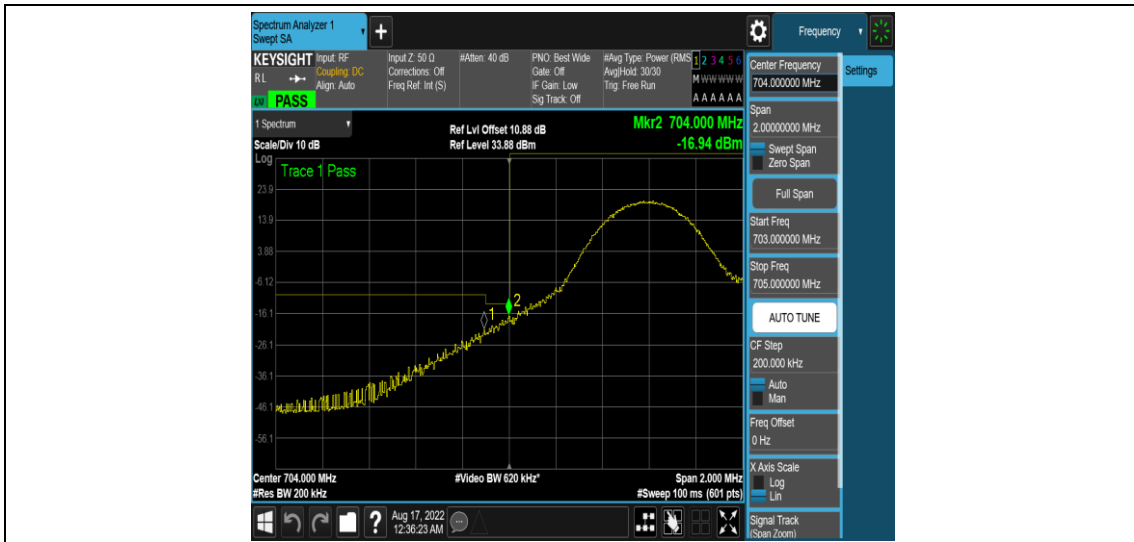 Spectrum Analyzer 1
Swept SA
+
Frequency
KEYSIGHT
RL
PASS
Input: RF
Coupling: DC
Align: Auto
Input Z: 50 Ω
Corrections: Off
Freq Ref: Int (S)
#Atten: 40 dB
PNO: Best Wide
Gate: Off
IF Gain: Low
Sig Track: Off
#Avg Type: Power (RMS
Avg|Hold: 30/30
Trig: Free Run
1 2 3 4 5 6
M W W W W W
A A A A A A
1 Spectrum
Scale/Div 10 dB
Ref Lvl Offset 10.88 dB
Ref Level 33.88 dBm
Mkr2 704.000 MHz
-16.94 dBm
Log
Trace 1 Pass
23.9
13.9
3.88
-6.12
-16.1
-26.1
-36.1
-46.1
-56.1
1
2
Center 704.000 MHz
#Res BW 200 kHz
#Video BW 620 kHz*
Span 2.000 MHz
#Sweep 100 ms (601 pts)
Center Frequency
704.000000 MHz
Settings
Span
2.00000000 MHz
Swept Span
Zero Span
Full Span
Start Freq
703.000000 MHz
Stop Freq
705.000000 MHz
AUTO TUNE
CF Step
200.000 kHz
Auto
Man
Freq Offset
0 Hz
X Axis Scale
Log
Lin
Signal Track
(Span Zoom)
?
Aug 17, 2022
12:36:23 AM